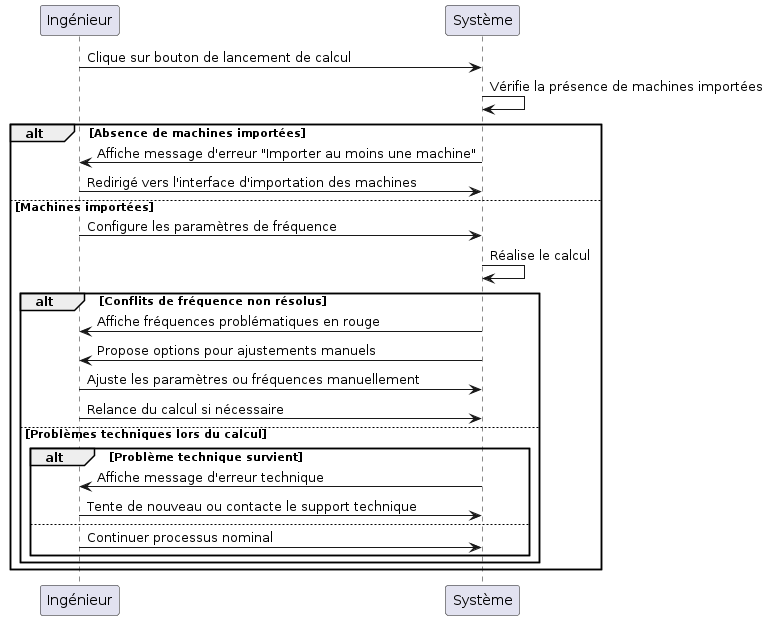 Ingénieur
Système
Clique sur bouton de lancement de calcul
Vérifie la présence de machines importées
alt
[Absence de machines importées]
Affiche message d'erreur "Importer au moins une machine"
Redirigé vers l'interface d'importation des machines
[Machines importées]
Configure les paramètres de fréquence
Réalise le calcul
alt
[Conflits de fréquence non résolus]
Affiche fréquences problématiques en rouge
Propose options pour ajustements manuels
Ajuste les paramètres ou fréquences manuellement
Relance du calcul si nécessaire
[Problèmes techniques lors du calcul]
alt
[Problème technique survient]
Affiche message d'erreur technique
Tente de nouveau ou contacte le support technique
Continuer processus nominal
Ingénieur
Système